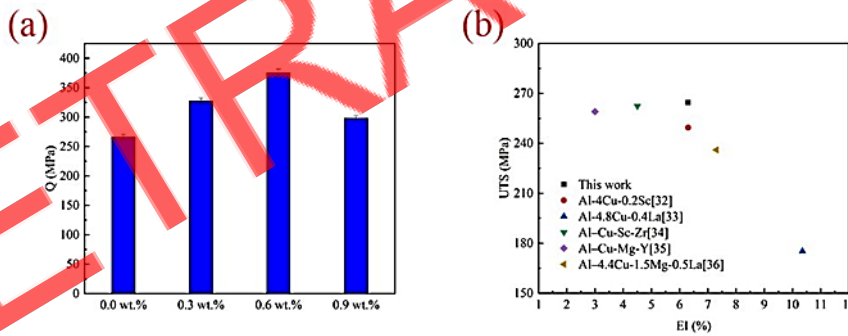 (a)
(b)
Q (MPa)
400
350
300
250
200
150
100
50
0
0.0 wt.%
0.3 wt.%
0.6 wt.%
0.9 wt.%
UTS (MPa)
300
270
240
210
180
150
This work
Al-4Cu-0.2Sc[32]
Al-4.8Cu-0.4La[33]
Al-Cu-Sc-Zr[34]
Al-Cu-Mg-Y[35]
Al-4.4Cu-1.5Mg-0.5La[36]
1 2 3 4 5 6 7 8 9 10 11
EI (%)
ETRA